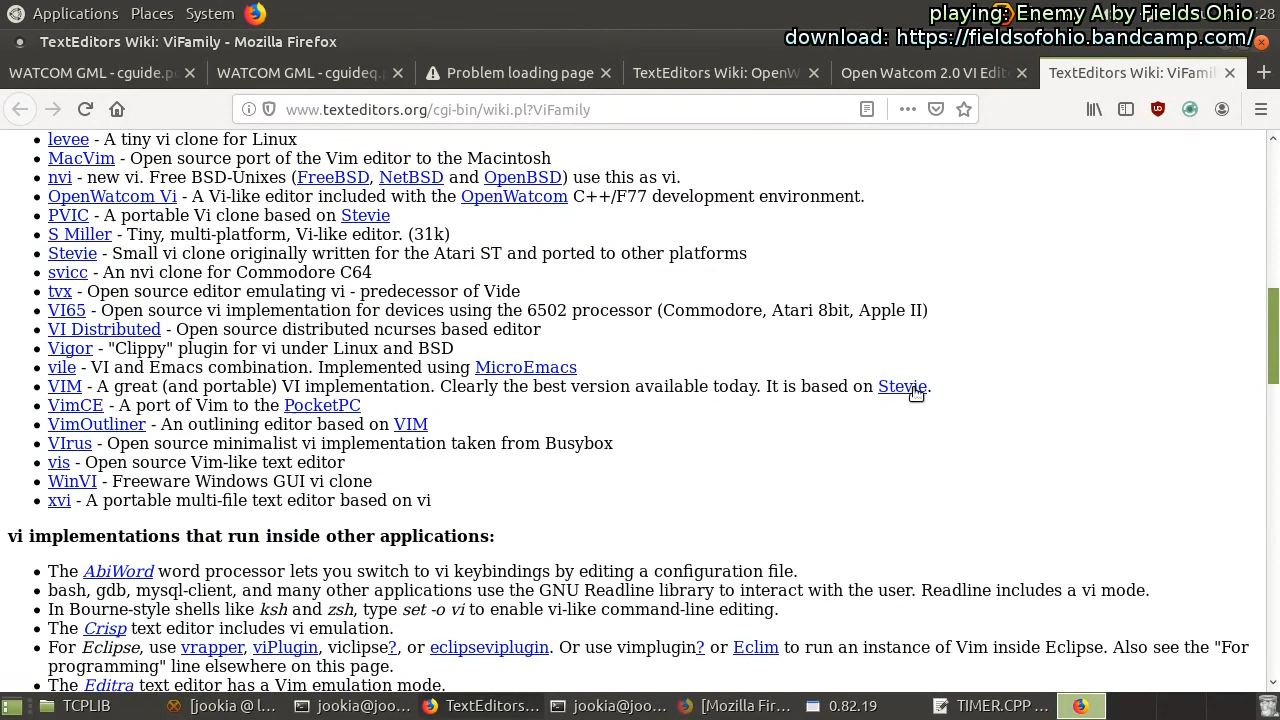 Applications Places System
:28
playing: Enemy A by Fields Ohio
download: https://fieldsofohio.bandcamp.com/
TextEditors Wiki: ViFamily - Mozilla Firefox
WATCOM GML - cguide.p
WATCOM GML - cguideq.
Problem loading page
TextEditors Wiki: OpenW
Open Watcom 2.0 VI Edit
TextEditors Wiki: ViFamil
www.texteditors.org/cgi-bin/wiki.pl?ViFamily
levee - A tiny vi clone for Linux
MacVim - Open source port of the Vim editor to the Macintosh
nvi - new vi. Free BSD-Unixes (FreeBSD, NetBSD and OpenBSD) use this as vi.
OpenWatcom Vi - A Vi-like editor included with the OpenWatcom C++/F77 development environment.
PVIC - A portable Vi clone based on Stevie
S Miller - Tiny, multi-platform, Vi-like editor. (31k)
Stevie - Small vi clone originally written for the Atari ST and ported to other platforms
svicc - An nvi clone for Commodore C64
tvx - Open source editor emulating vi - predecessor of Vide
VI65 - Open source vi implementation for devices using the 6502 processor (Commodore, Atari 8bit, Apple II)
VI Distributed - Open source distributed ncurses based editor
Vigor - "Clippy" plugin for vi under Linux and BSD
vile - VI and Emacs combination. Implemented using MicroEmacs
VIM - A great (and portable) VI implementation. Clearly the best version available today. It is based on Stevie.
VimCE - A port of Vim to the PocketPC
VimOutliner - An outlining editor based on VIM
VIrus - Open source minimalist vi implementation taken from Busybox
vis - Open source Vim-like text editor
WinVI - Freeware Windows GUI vi clone
xvi - A portable multi-file text editor based on vi
vi implementations that run inside other applications:
The AbiWord word processor lets you switch to vi keybindings by editing a configuration file.
bash, gdb, mysql-client, and many other applications use the GNU Readline library to interact with the user. Readline includes a vi mode.
In Bourne-style shells like ksh and zsh, type set -o vi to enable vi-like command-line editing.
The Crisp text editor includes vi emulation.
For Eclipse, use vrapper, viPlugin, viclipse?, or eclipseviplugin. Or use vimplugin? or Eclim to run an instance of Vim inside Eclipse. Also see the "For
programming" line elsewhere on this page.
The Editra text editor has a Vim emulation mode.
TCPLIB
[jookia @ l...
jookia@joo...
TextEditors...
jookia@joo...
[Mozilla Fir...
0.82.19
TIMER.CPP ...